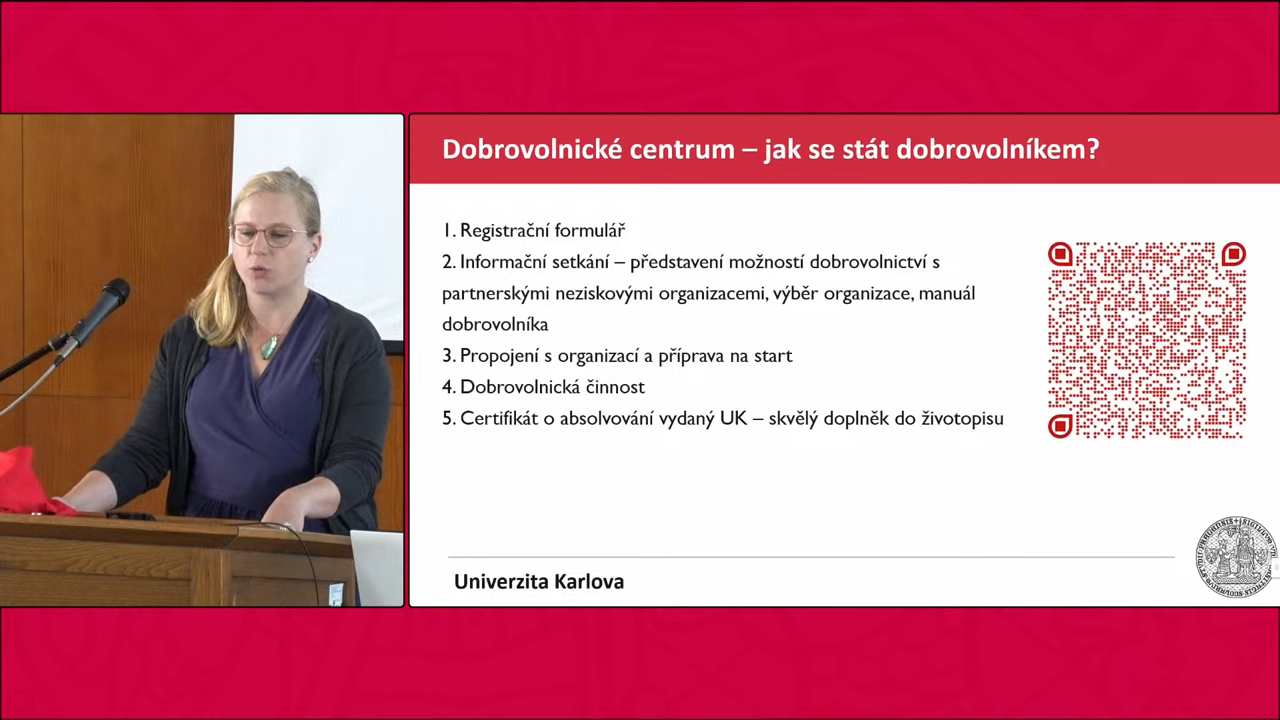 Dobrovolnické centrum – jak se stát dobrovolníkem?
1. Registrační formulář
2. Informační setkání – představení možností dobrovolnictví s
partnerskými neziskovými organizacemi, výběr organizace, manuál
dobrovolníka
3. Propojení s organizací a příprava na start
4. Dobrovolnická činnost
5. Certifikát o absolvování vydaný UK – skvělý doplněk do životopisu
Univerzita Karlova